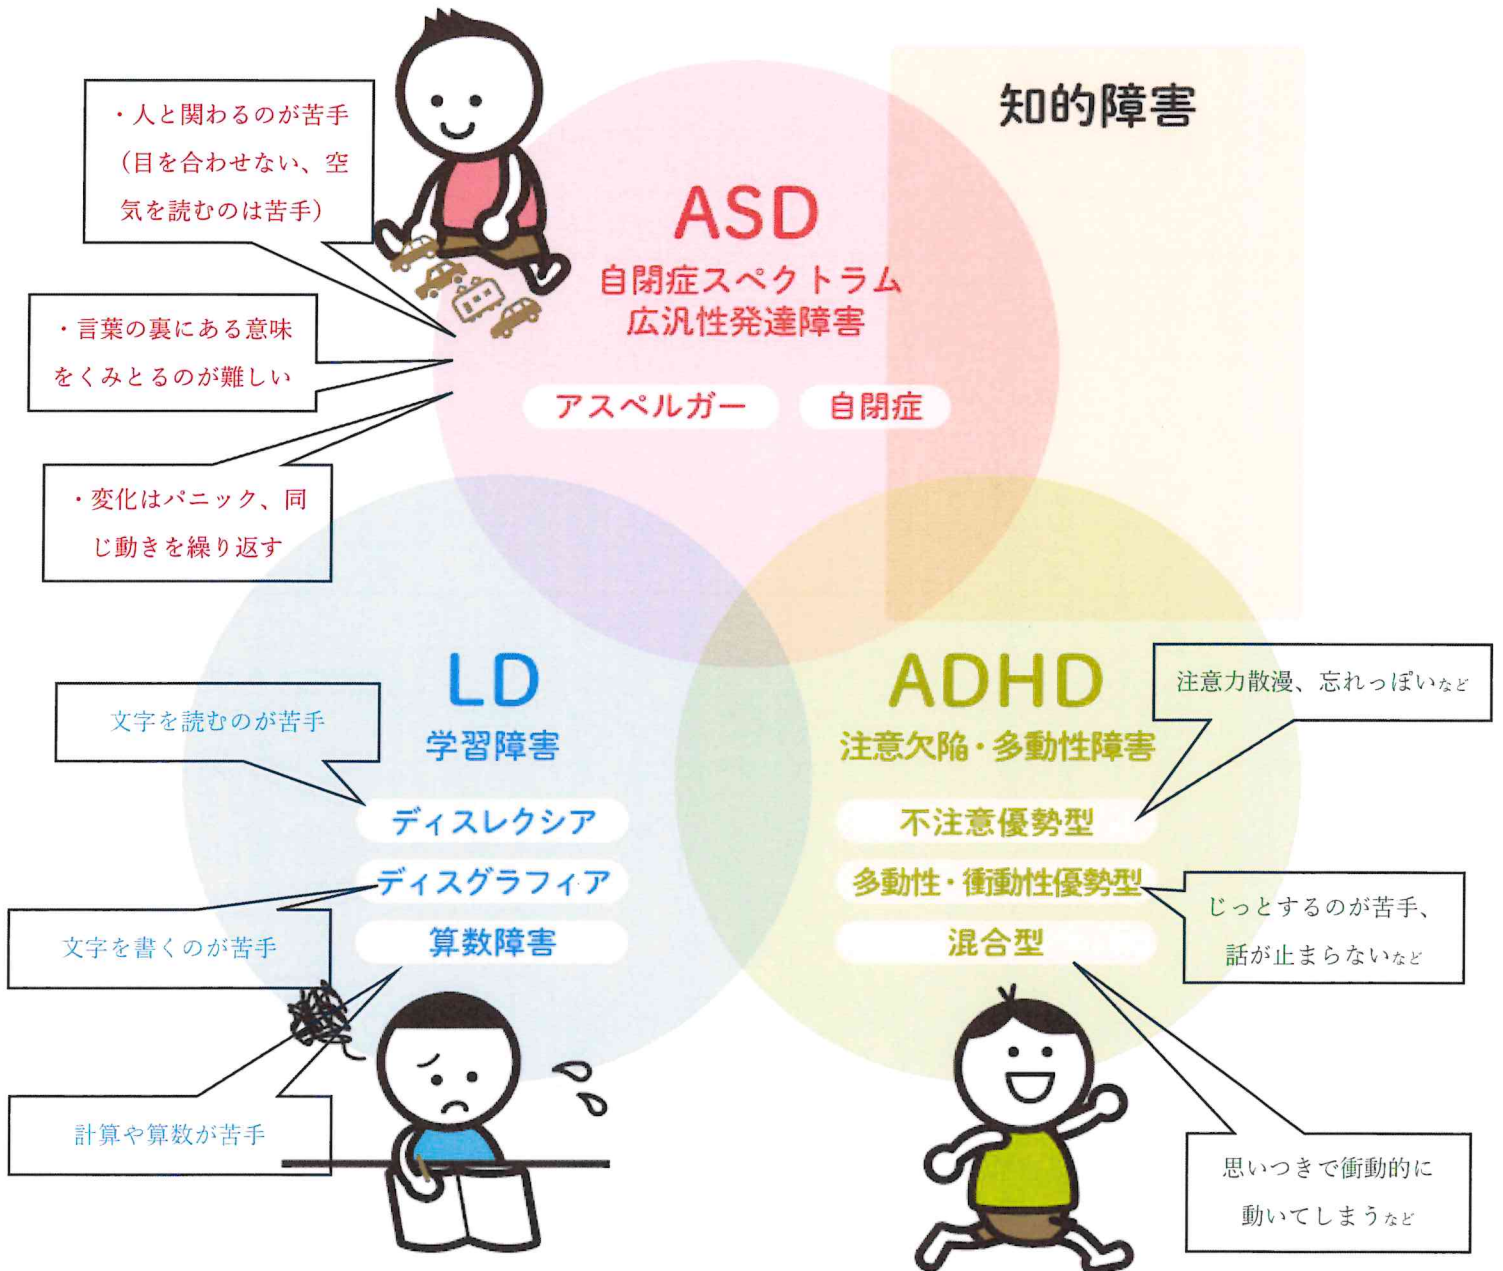 ・人と関わるのが苦手
（目を合わせない、空
気を読むのは苦手）
知的障害
ASD
自閉症スペクトラム
広汎性発達障害
アスペルガー
自閉症
・言葉の裏にある意味
をくみとるのが難しい
・変化はパニック、同
じ動きを繰り返す
LD
学習障害
文字を読むのが苦手
ディスレクシア
ディスグラフィア
算数障害
文字を書くのが苦手
計算や算数が苦手
ADHD
注意欠陥・多動性障害
注意力散漫、忘れっぽいなど
不注意優勢型
多動性・衝動性優勢型
混合型
じっとするのが苦手、
話が止まらないなど
思いつきで衝動的に
動いてしまうなど